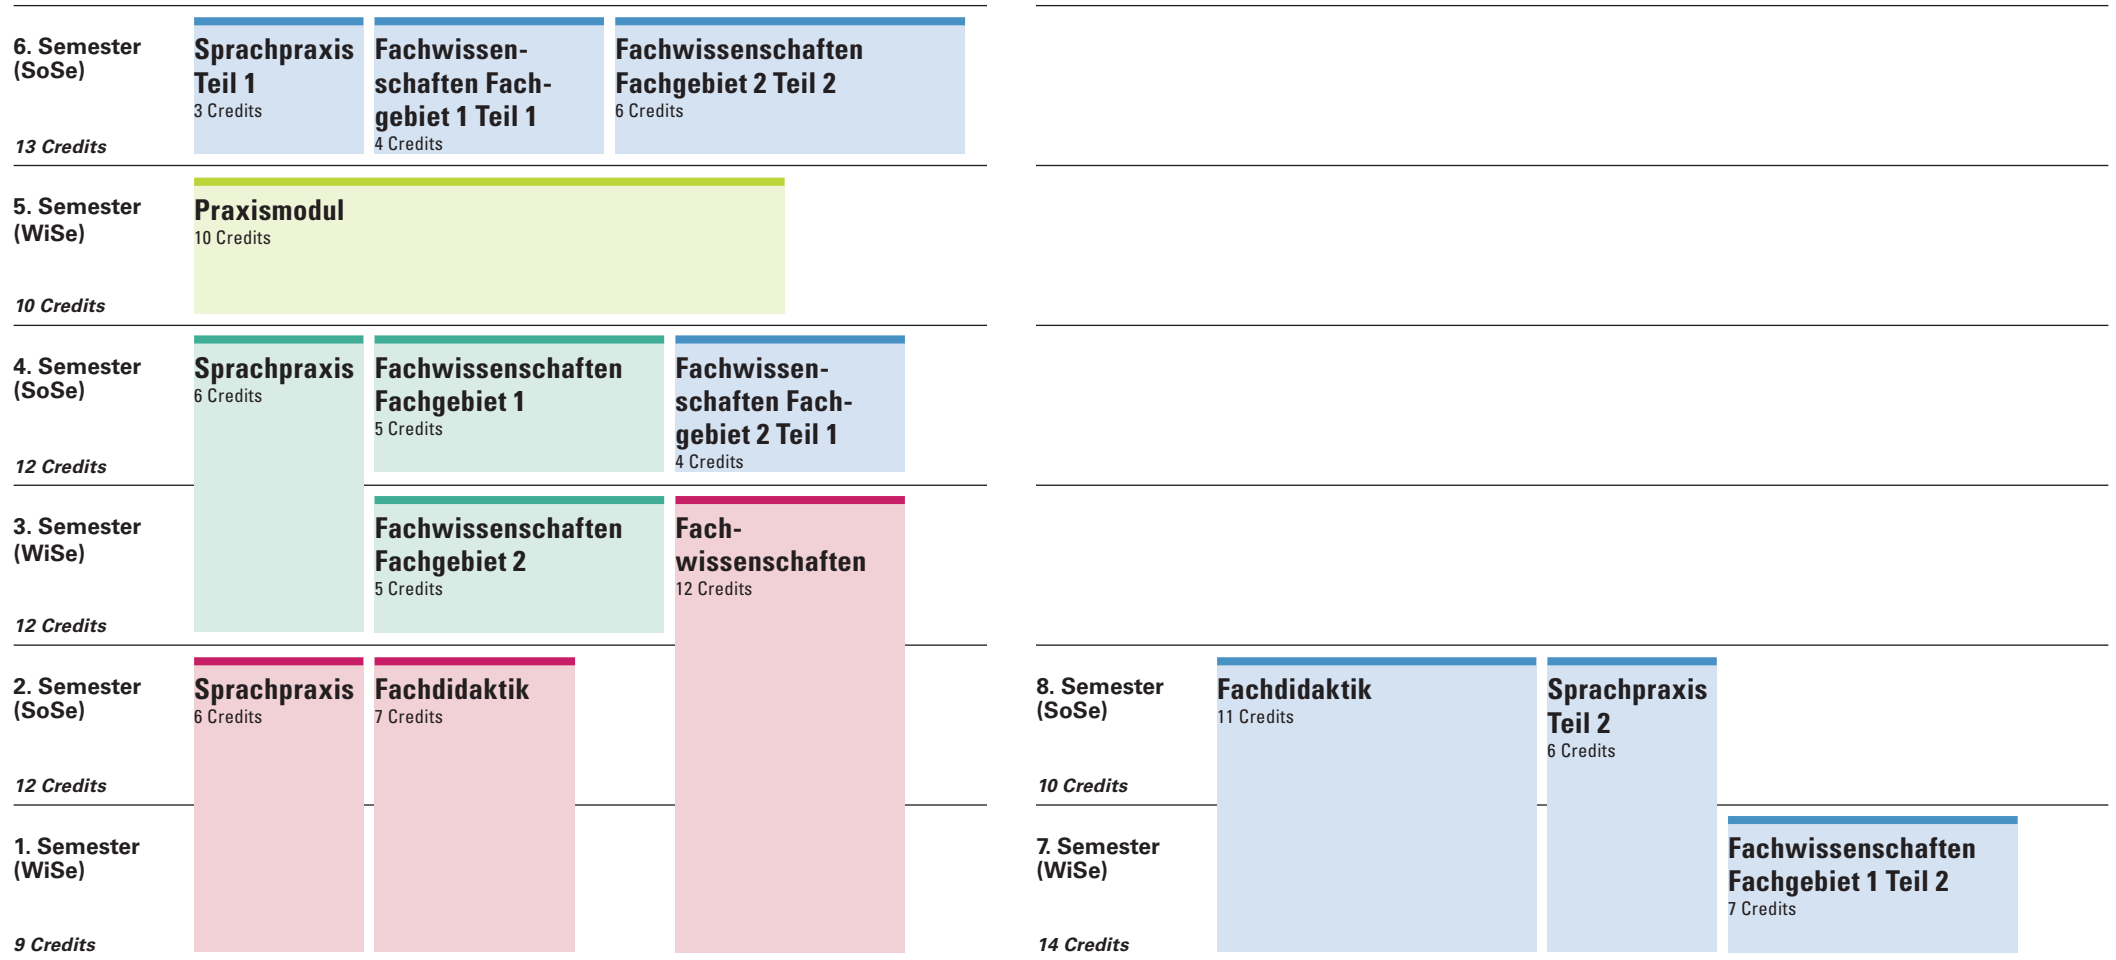 6. Semester
(SoSe)
13 Credits
Sprachpraxis
Teil 1
3 Credits
Fachwissen-
schaften Fach-
gebiet 1 Teil 1
4 Credits
Fachwissenschaften
Fachgebiet 2 Teil 2
6 Credits
5. Semester
(WiSe)
10 Credits
Praxismodul
10 Credits
4. Semester
(SoSe)
12 Credits
Sprachpraxis
6 Credits
Fachwissenschaften
Fachgebiet 1
5 Credits
Fachwissen-
schaften Fach-
gebiet 2 Teil 1
4 Credits
3. Semester
(WiSe)
12 Credits
Fachwissenschaften
Fachgebiet 2
5 Credits
Fach-
wissenschaften
12 Credits
2. Semester
(SoSe)
12 Credits
Sprachpraxis
6 Credits
Fachdidaktik
7 Credits
1. Semester
(WiSe)
9 Credits
8. Semester
(SoSe)
10 Credits
Fachdidaktik
11 Credits
Sprachpraxis
Teil 2
6 Credits
7. Semester
(WiSe)
14 Credits
Fachwissenschaften
Fachgebiet 1 Teil 2
7 Credits